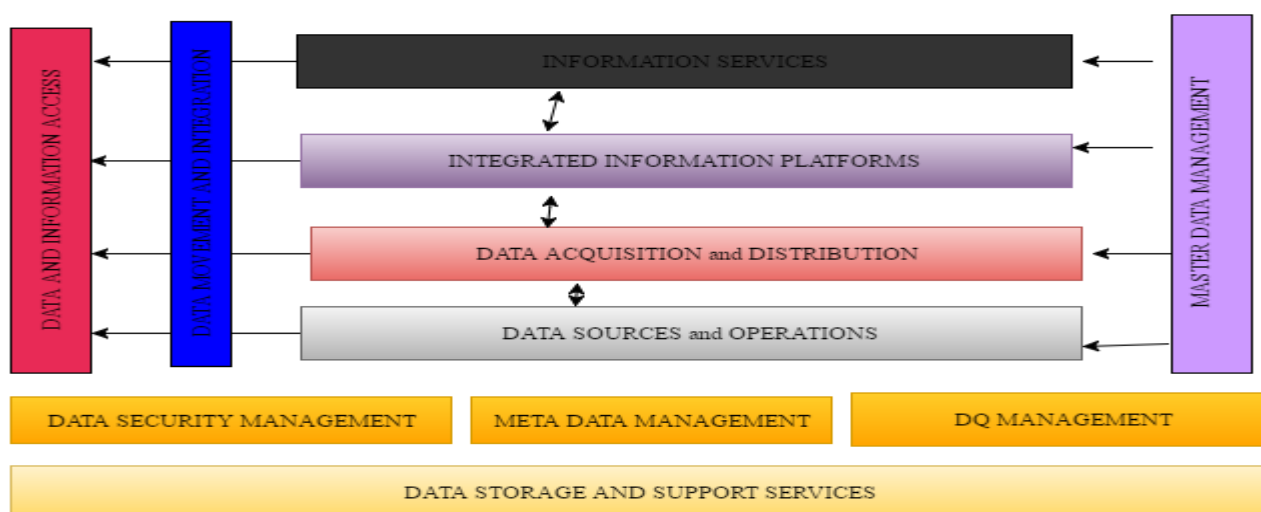 DATA AND INFORMATION ACCESS
DATA MOVEMENT AND INTEGRATION
INFORMATION SERVICES
INTEGRATED INFORMATION PLATFORMS
DATA ACQUISITION and DISTRIBUTION
DATA SOURCES and OPERATIONS
MASTER DATA MANAGEMENT
DATA SECURITY MANAGEMENT
META DATA MANAGEMENT
DQ MANAGEMENT
DATA STORAGE AND SUPPORT SERVICES